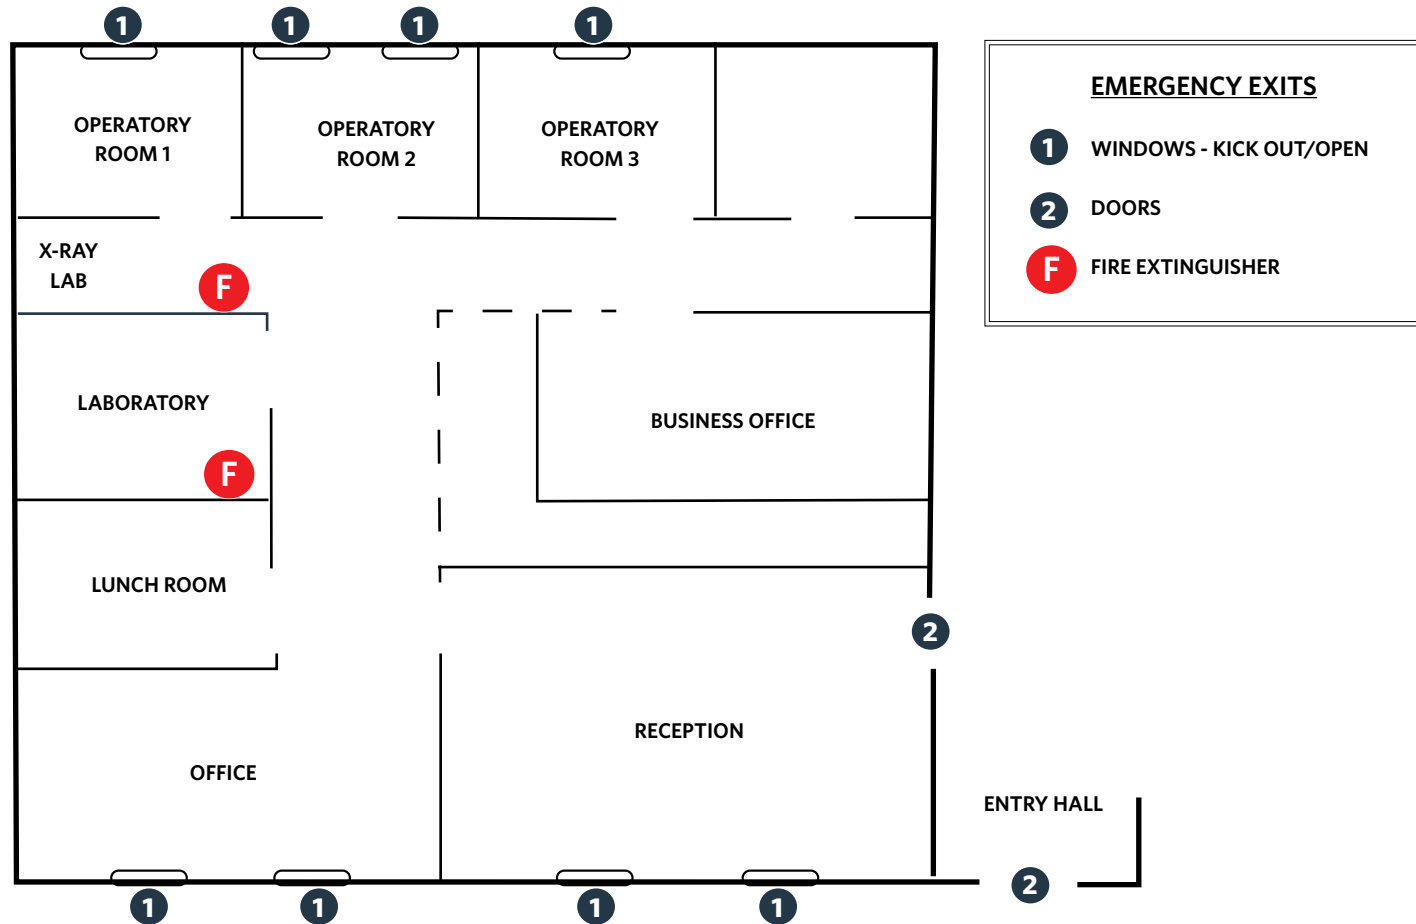 1 1 1 1
EMERGENCY EXITS
1 WINDOWS - KICK OUT/OPEN
2 DOORS
F FIRE EXTINGUISHER
OPERATORY
ROOM 1
OPERATORY
ROOM 2
OPERATORY
ROOM 3
X-RAY
LAB
F
LABORATORY
BUSINESS OFFICE
F
LUNCH ROOM
2
RECEPTION
OFFICE
ENTRY HALL
2
1 1 1 1